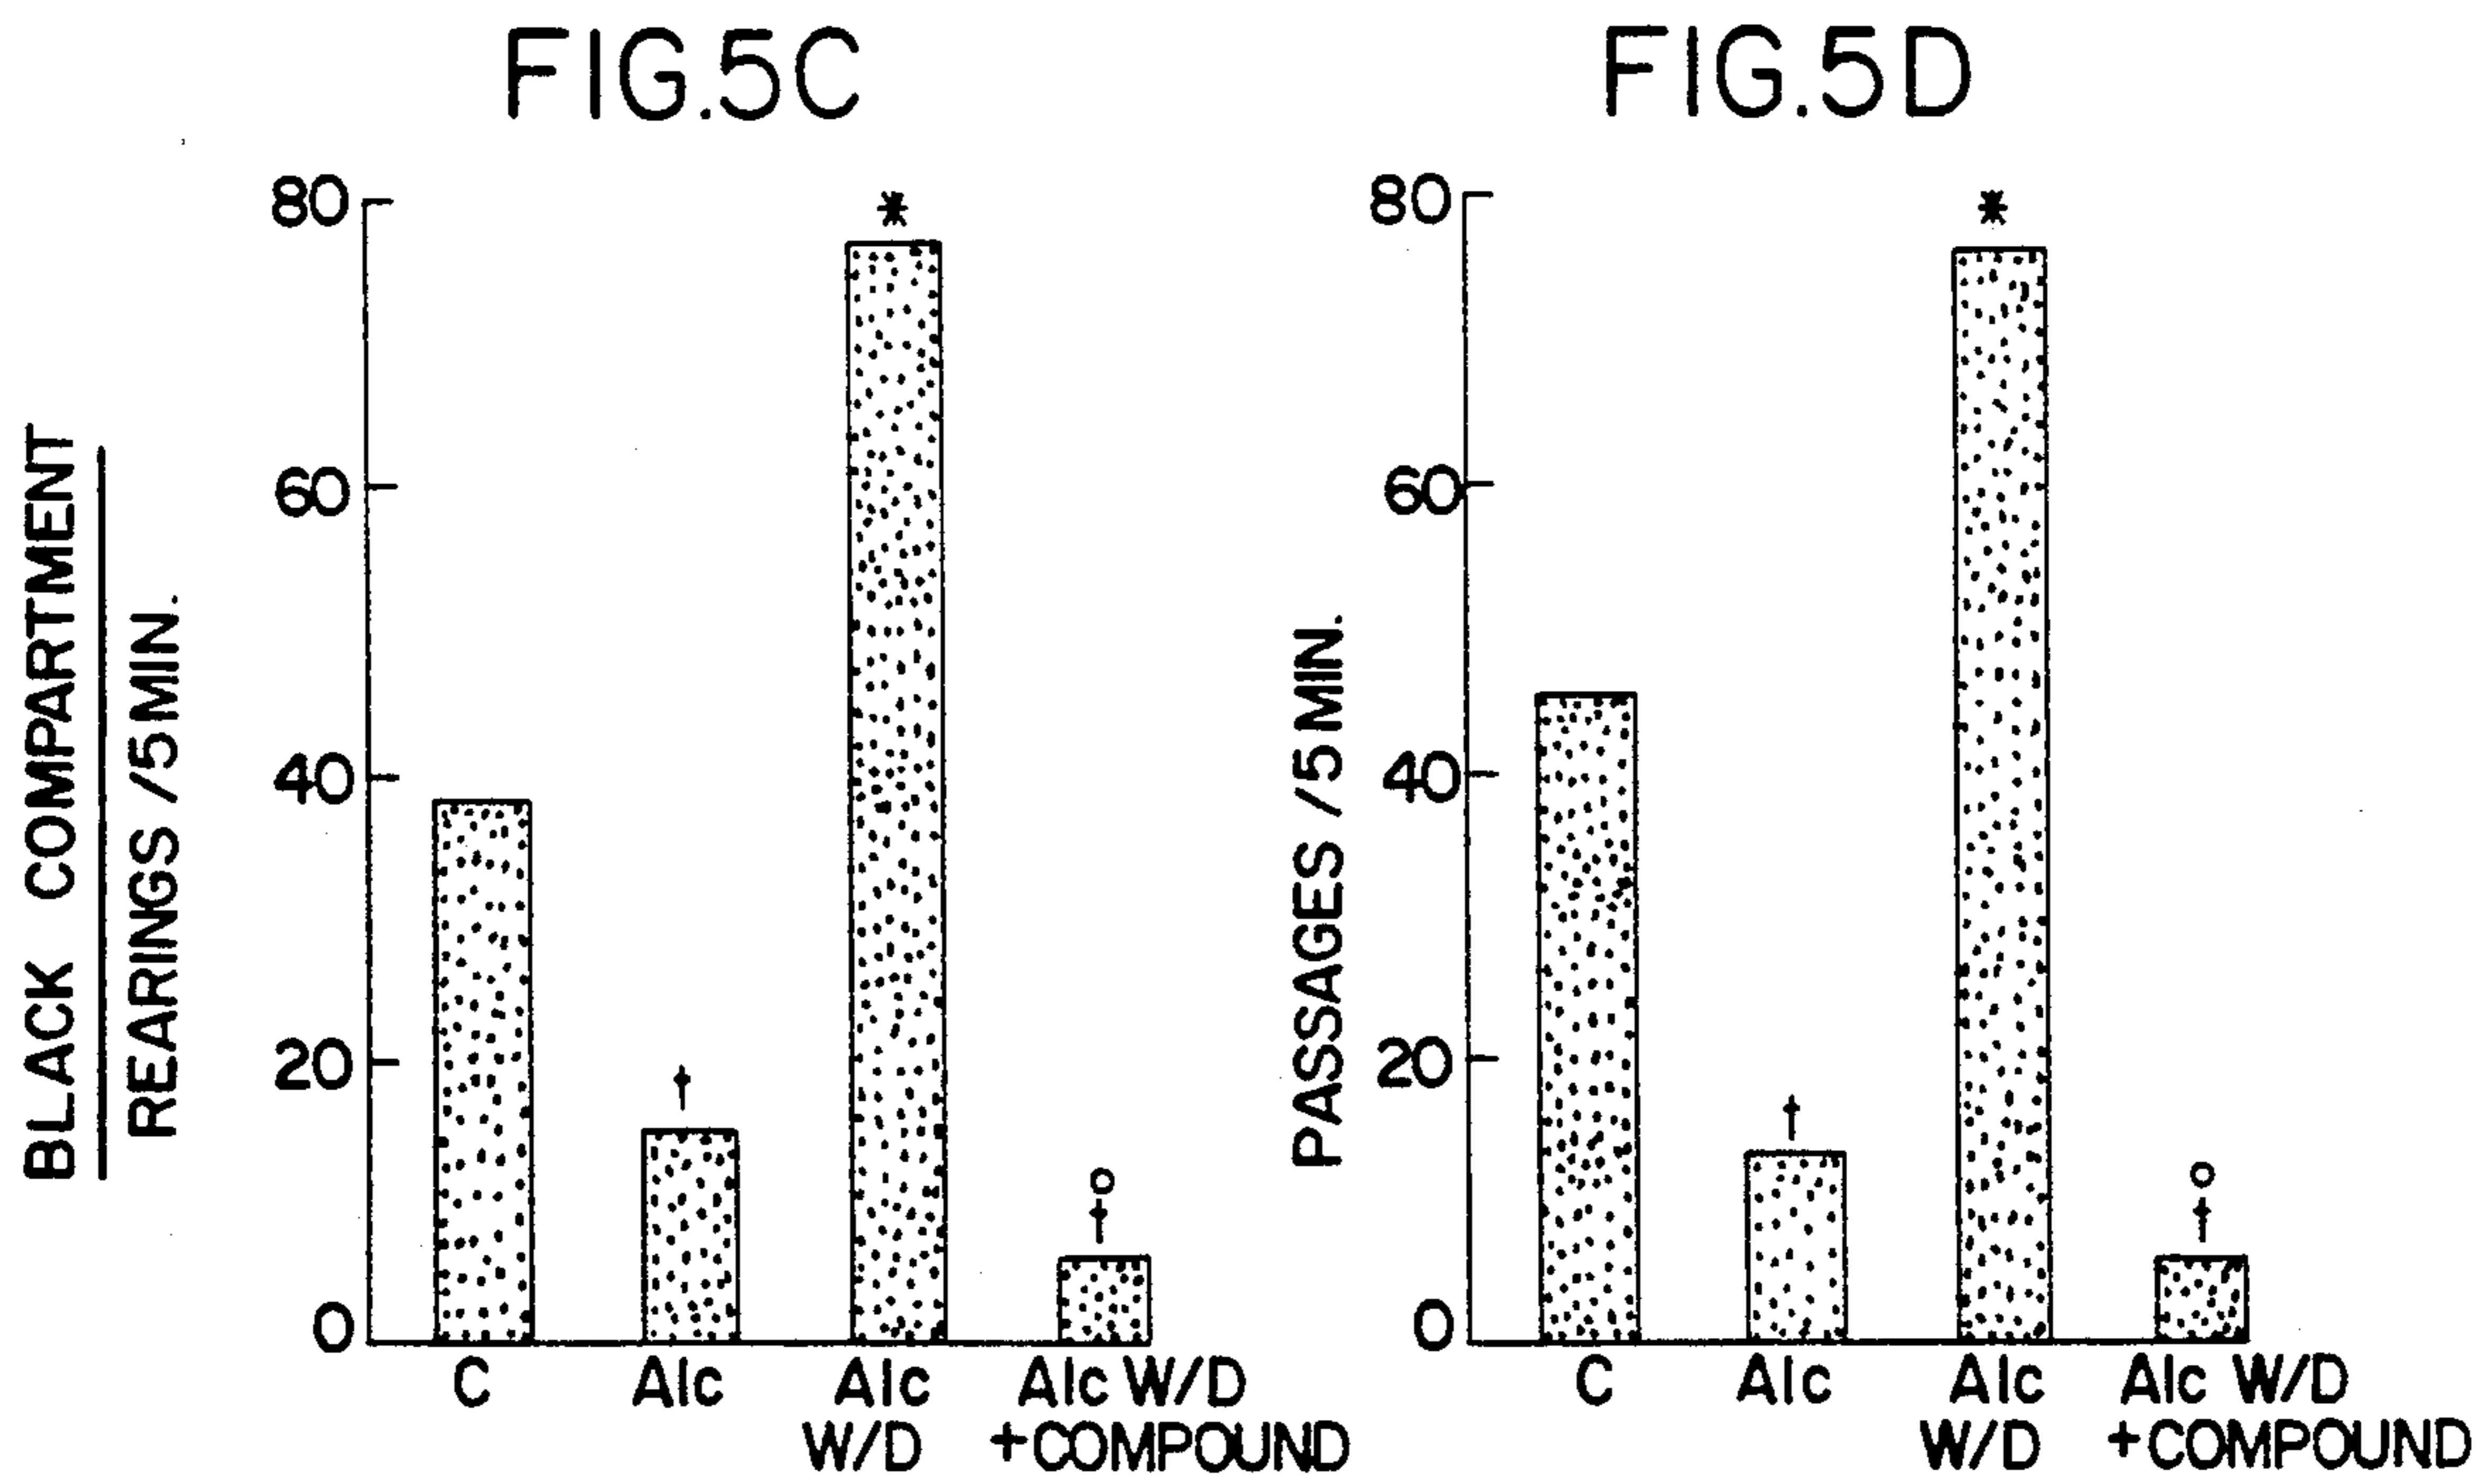 FIG.5C
BLACK COMPARTMENT
REARINGS /5 MIN.
80
60
40
20
0
*
†
○
†
C
Alc
Alc
W/D
Alc W/D
+COMPOUND
FIG.5D
PASSAGES /5 MIN.
80
60
40
20
0
*
†
○
†
C
Alc
Alc
W/D
Alc W/D
+COMPOUND